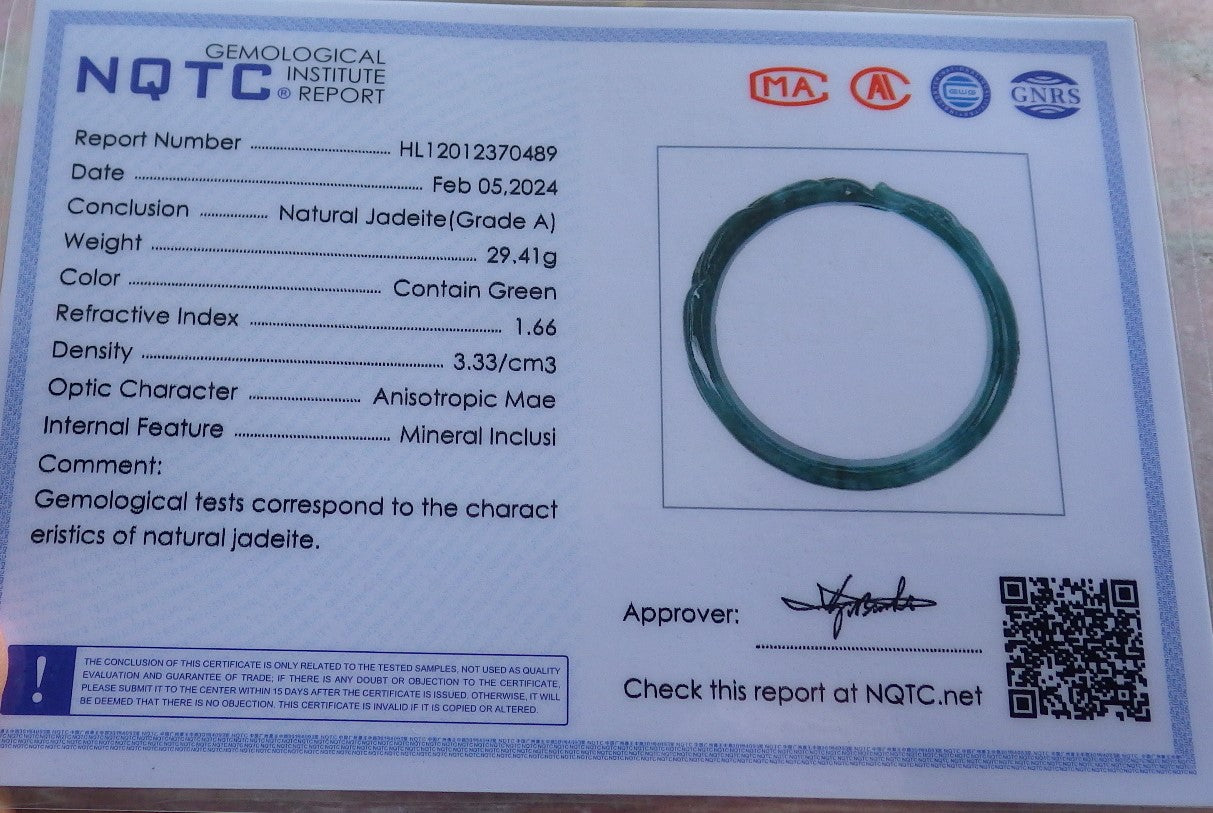 NQTC® GEMOLOGICAL INSTITUTE REPORT
MA
GNRS
Report Number HL12012370489
Date Feb 05,2024
Conclusion Natural Jadeite(Grade A)
Weight 29.41g
Color Contain Green
Refractive Index 1.66
Density 3.33/cm3
Optic Character Anisotropic Mae
Internal Feature Mineral Inclusi
Comment:
Gemological tests correspond to the charact
eristics of natural jadeite.
Approver:
Check this report at NQTC.net
! THE CONCLUSION OF THIS CERTIFICATE IS ONLY RELATED TO THE TESTED SAMPLES, NOT USED AS QUALITY
EVALUATION AND GUARANTEE OF TRADE; IF THERE IS ANY DOUBT OR OBJECTION TO THE CERTIFICATE,
PLEASE SUBMIT IT TO THE CENTER WITHIN 15 DAYS AFTER THE CERTIFICATE IS ISSUED. OTHERWISE, IT WILL
BE DEEMED THAT THERE IS NO OBJECTION. THIS CERTIFICATE IS INVALID IF IT IS COPIED OR ALTERED.